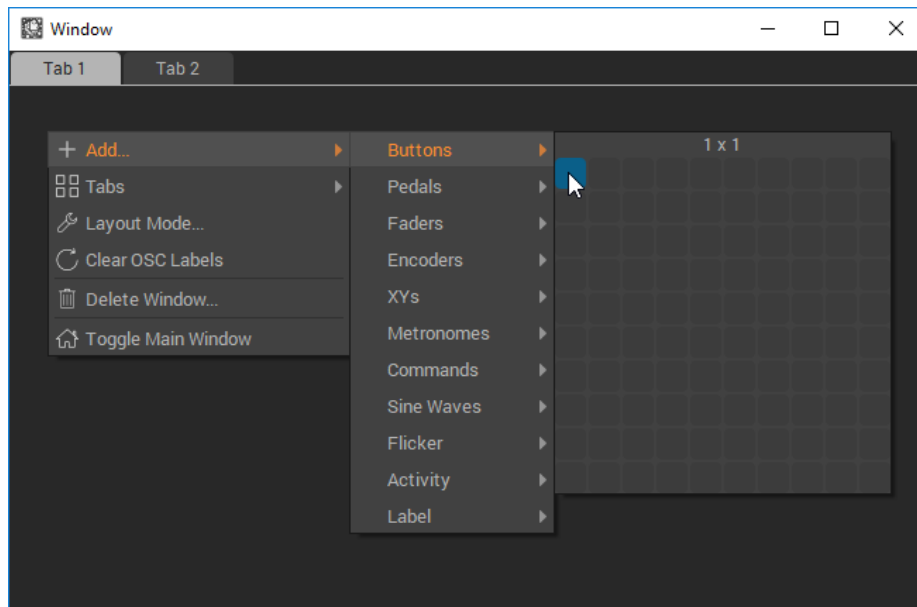 Window
Tab 1
Tab 2
Add...
Tabs
Layout Mode...
Clear OSC Labels
Delete Window...
Toggle Main Window
Buttons
Pedals
Faders
Encoders
XYs
Metronomes
Commands
Sine Waves
Flicker
Activity
Label
1 x 1